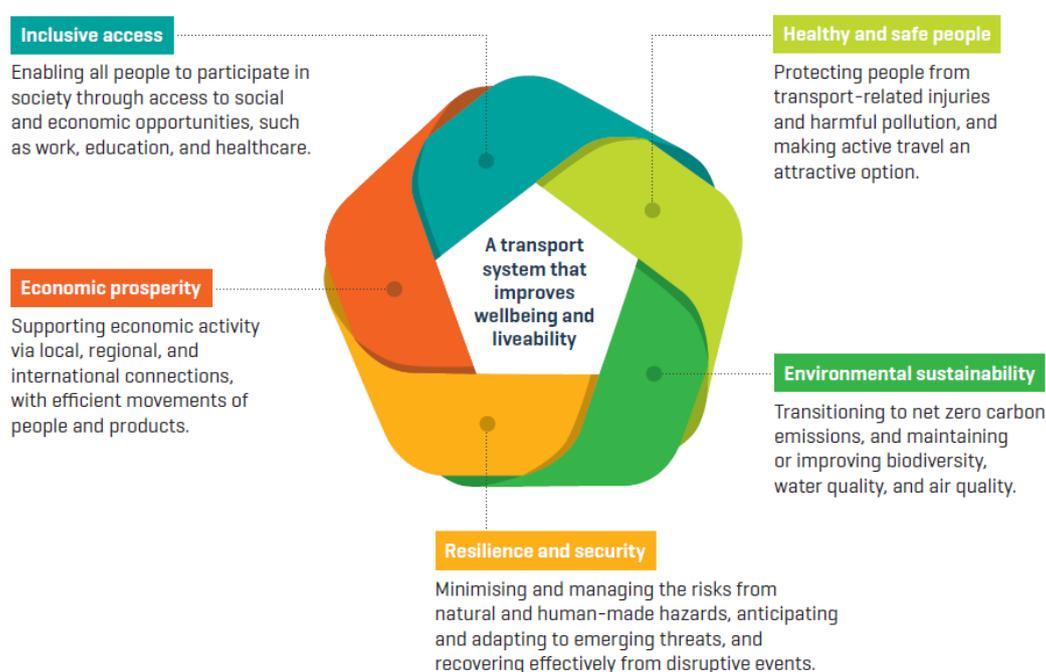 Inclusive access
Enabling all people to participate in
society through access to social
and economic opportunities, such
as work, education, and healthcare.
Healthy and safe people
Protecting people from
transport-related injuries
and harmful pollution, and
making active travel an
attractive option.
A transport
system that
improves
wellbeing and
liveability
Economic prosperity
Supporting economic activity
via local, regional, and
international connections,
with efficient movements of
people and products.
Environmental sustainability
Transitioning to net zero carbon
emissions, and maintaining
or improving biodiversity,
water quality, and air quality.
Resilience and security
Minimising and managing the risks from
natural and human-made hazards, anticipating
and adapting to emerging threats, and
recovering effectively from disruptive events.